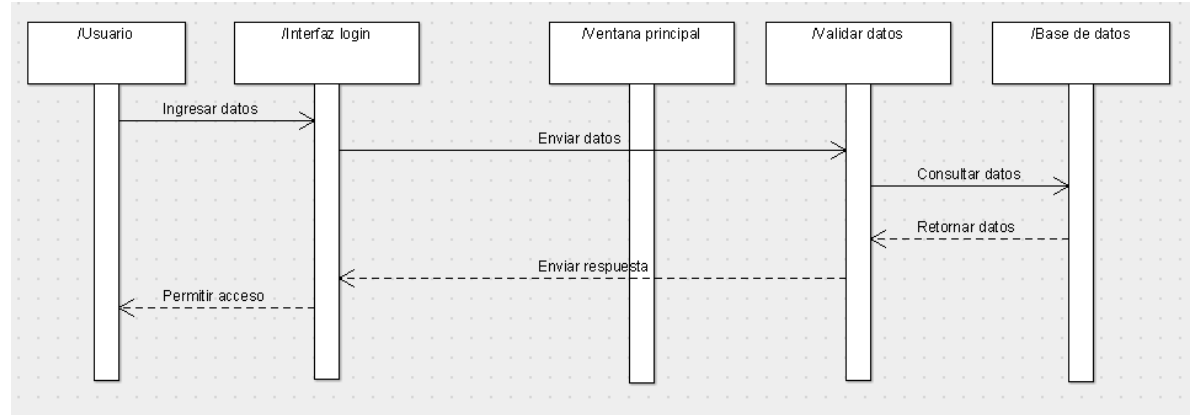 /Usuario
/Interfaz login
/Ventana principal
/Validar datos
/Base de datos
Ingresar datos
Enviar datos
Consultar datos
Retornar datos
Enviar respuesta
Permitir acceso